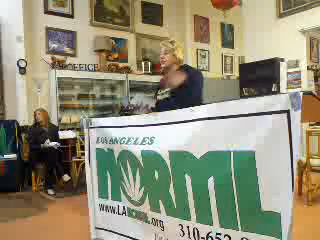 OFFICE
LOS ANGELES
NORML
www.LANORML.org
310-652-